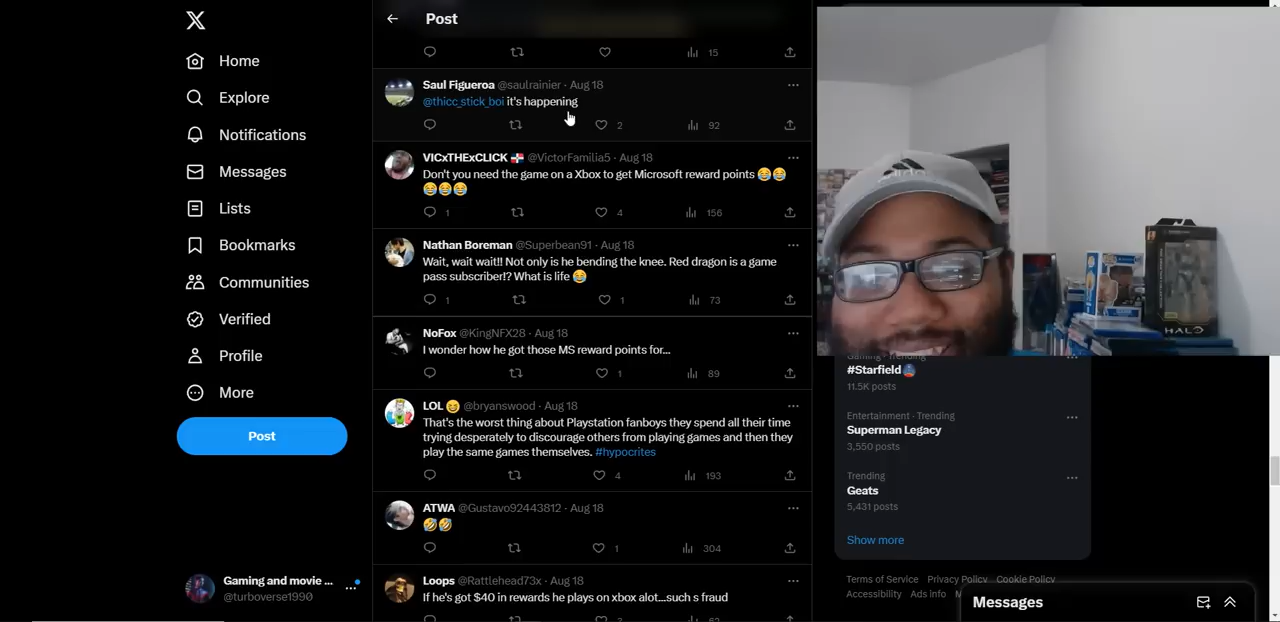 X
Post
Home
15
Saul Figueroa @saulrainier · Aug 18
Explore
@thicc_stick_boi it's happening
2 92
Notifications
VICxTHExCLICK 🇩🇴 @VictorFamilia5 · Aug 18
Messages
Don't you need the game on a Xbox to get Microsoft reward points 😂😂
😂😂😂
Lists
1 4 156
Bookmarks
Nathan Boreman @Superbean91 · Aug 18
Wait, wait wait!! Not only is he bending the knee. Red dragon is a game
pass subscriber!? What is life 😂
Communities
1 1 73
Verified
NoFox @KingNFX28 · Aug 18
I wonder how he got those MS reward points for...
Profile
1 89
More
LOL 😆 @bryanswood · Aug 18
That's the worst thing about Playstation fanboys they spend all their time
trying desperately to discourage others from playing games and then they
play the same games themselves. #hypocrites
Post
4 193
ATWA @Gustavo92443812 · Aug 18
🤣🤣
1 304
Loops @Rattlehead73x · Aug 18
If he's got $40 in rewards he plays on xbox alot...such s fraud
Gaming and movie ...
@turboverse1990
HALO
Gaming · Trending
#Starfield
11.5K posts
Entertainment · Trending
Superman Legacy
3,550 posts
Trending
Geats
5,431 posts
Show more
Terms of Service Privacy Policy Cookie Policy
Accessibility Ads info
Messages